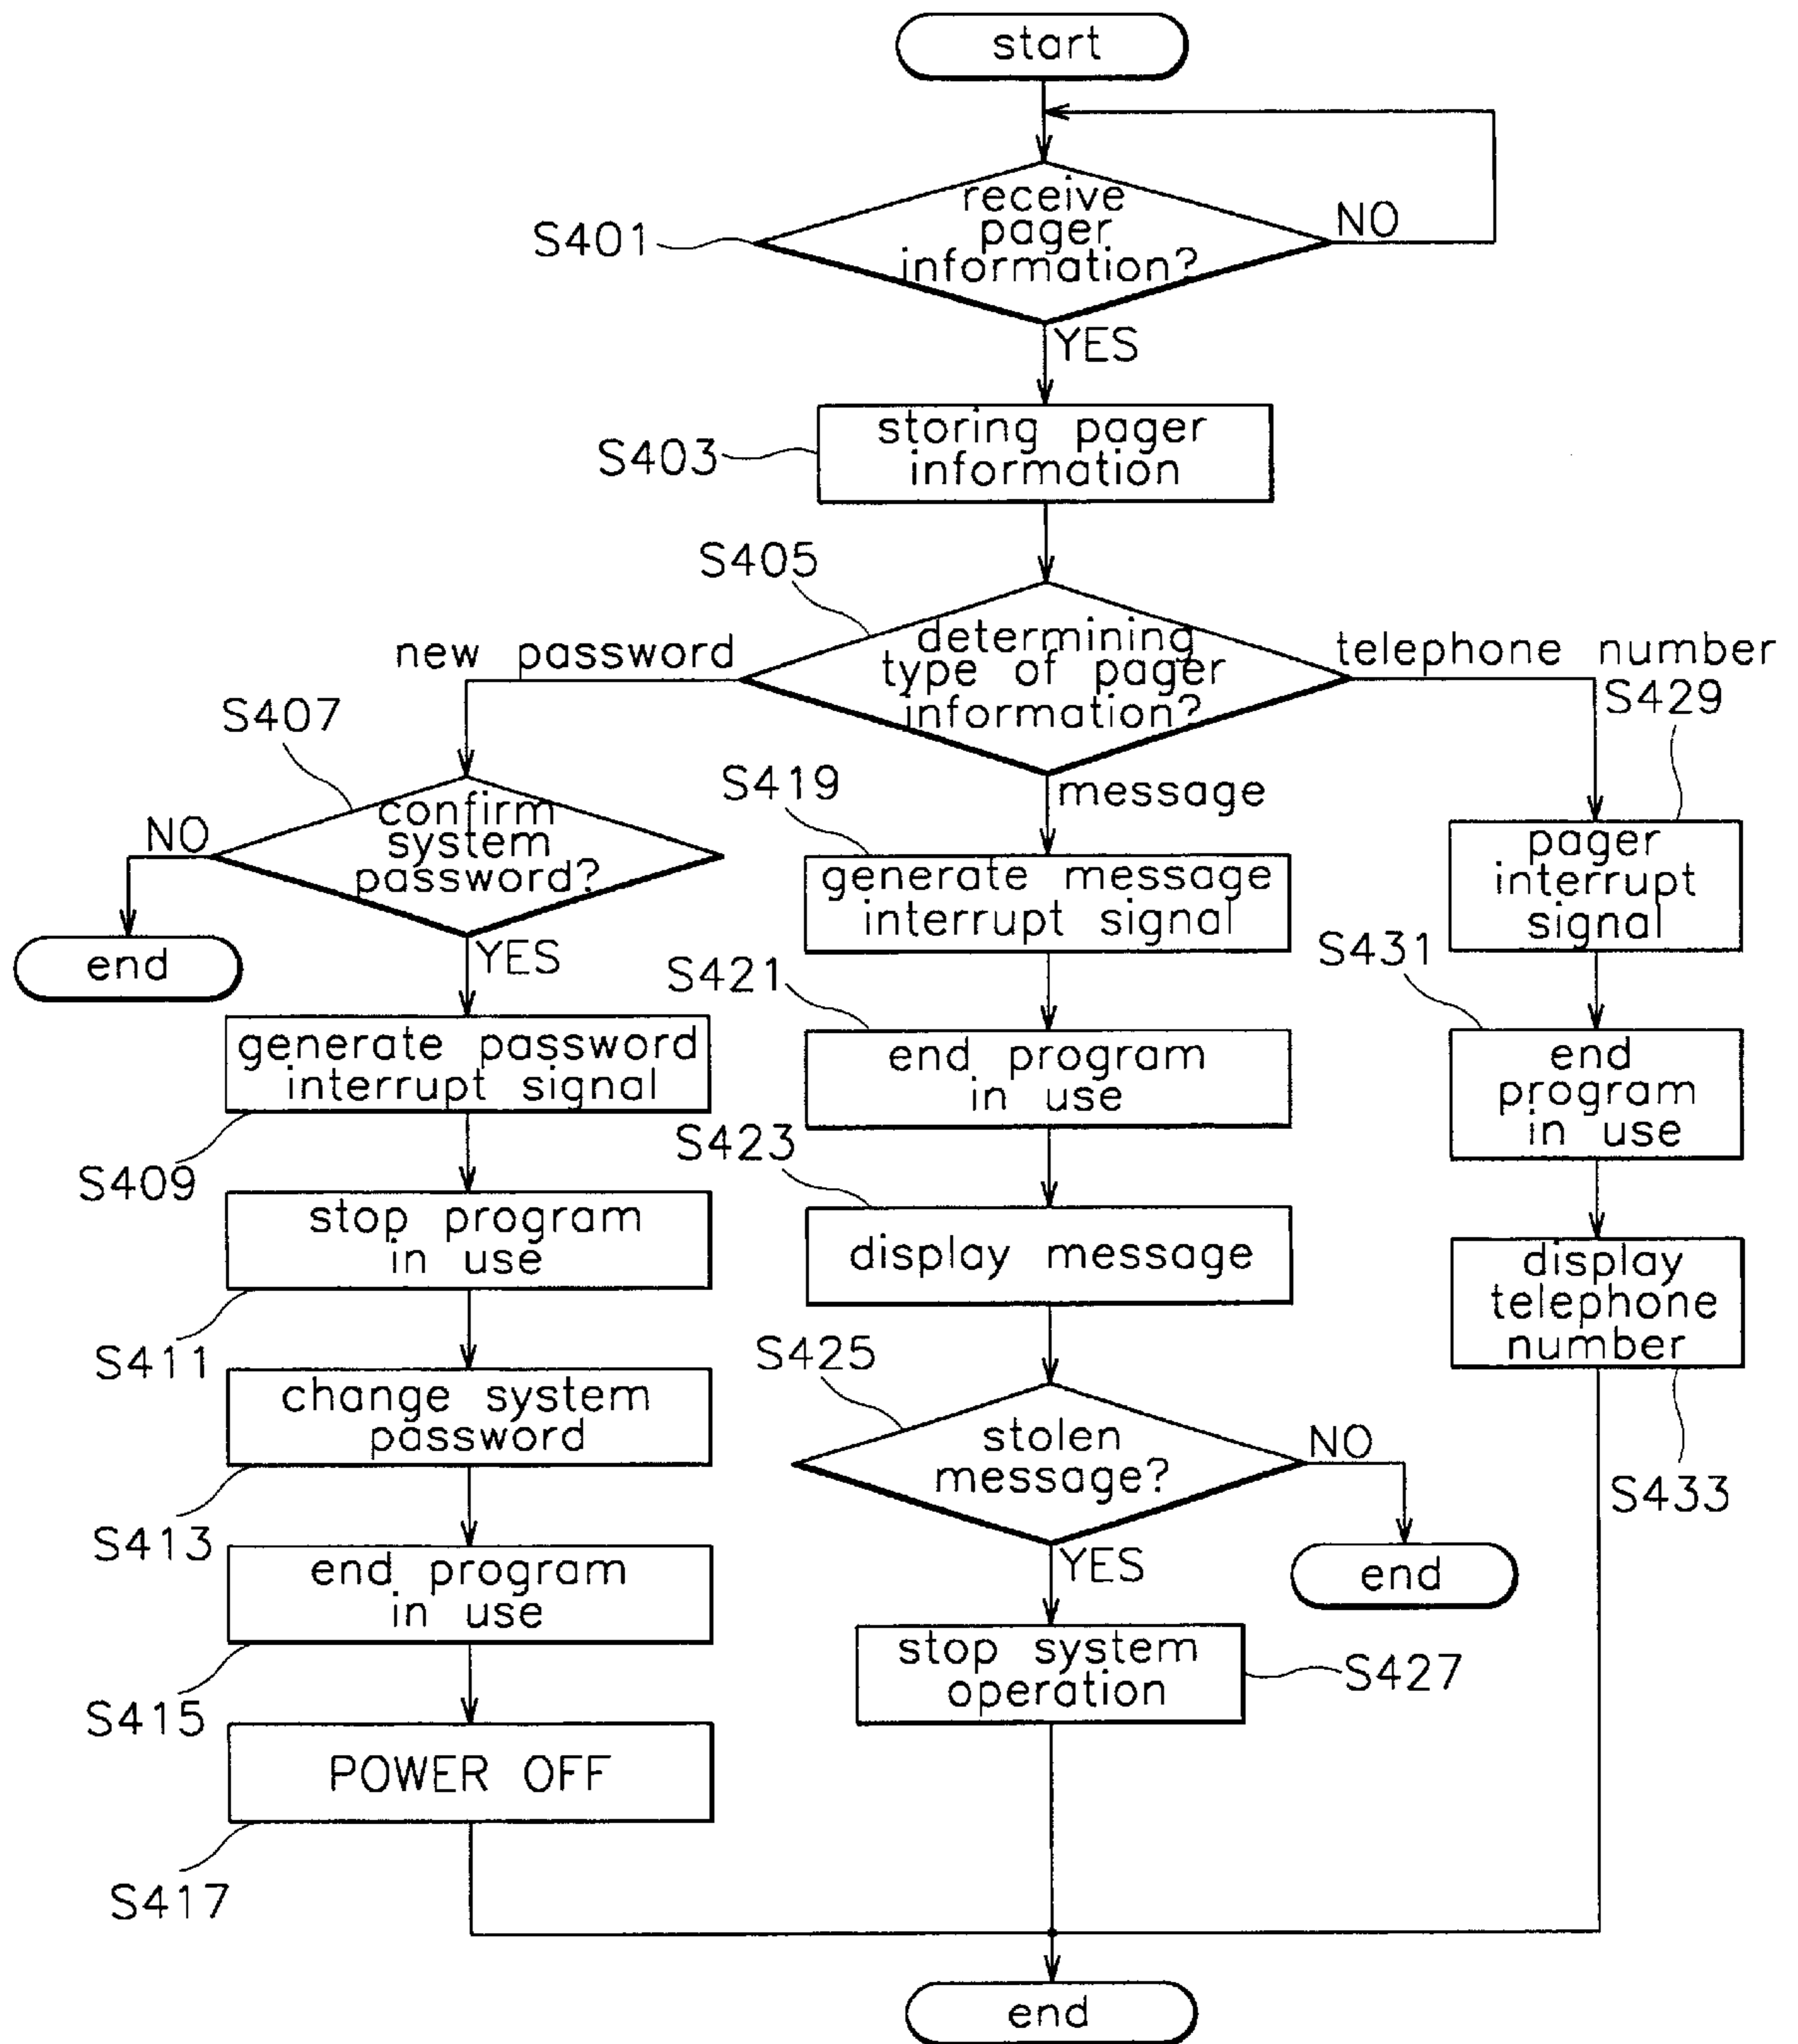 start
receive
pager
information?
NO
S401
YES
storing pager
information
S403
S405
determining
type of pager
information?
new password
telephone number
message
S407
confirm
system
password?
NO
end
YES
generate password
interrupt signal
S409
stop program
in use
S411
change system
password
S413
end program
in use
S415
POWER OFF
S417
S419
generate message
interrupt signal
S421
end program
in use
S423
display message
S425
stolen
message?
NO
end
YES
stop system
operation
S427
S429
pager
interrupt
signal
S431
end
program
in use
display
telephone
number
S433
end